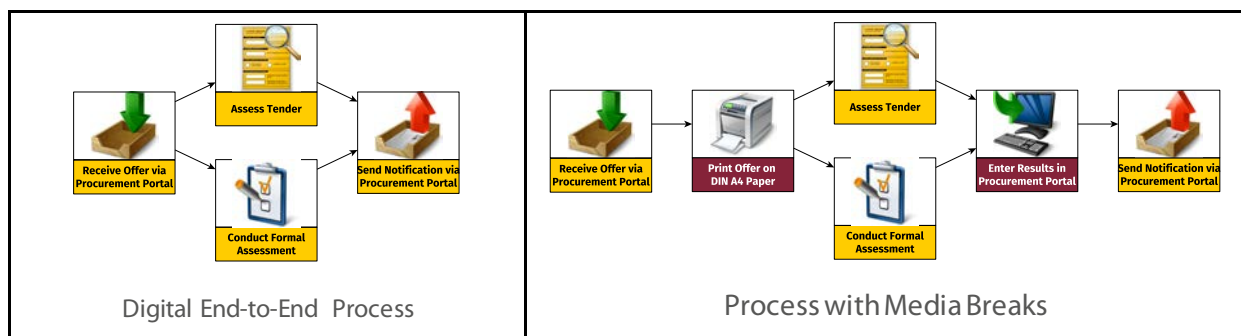 Assess Tender
Receive Offer via
Procurement Portal
Send Notification via
Procurement Portal
Conduct Formal
Assessment
Digital End-to-End Process
Assess Tender
Receive Offer via
Procurement Portal
Print Offer on
DIN A4 Paper
Enter Results in
Procurement Portal
Send Notification via
Procurement Portal
Conduct Formal
Assessment
Process with Media Breaks